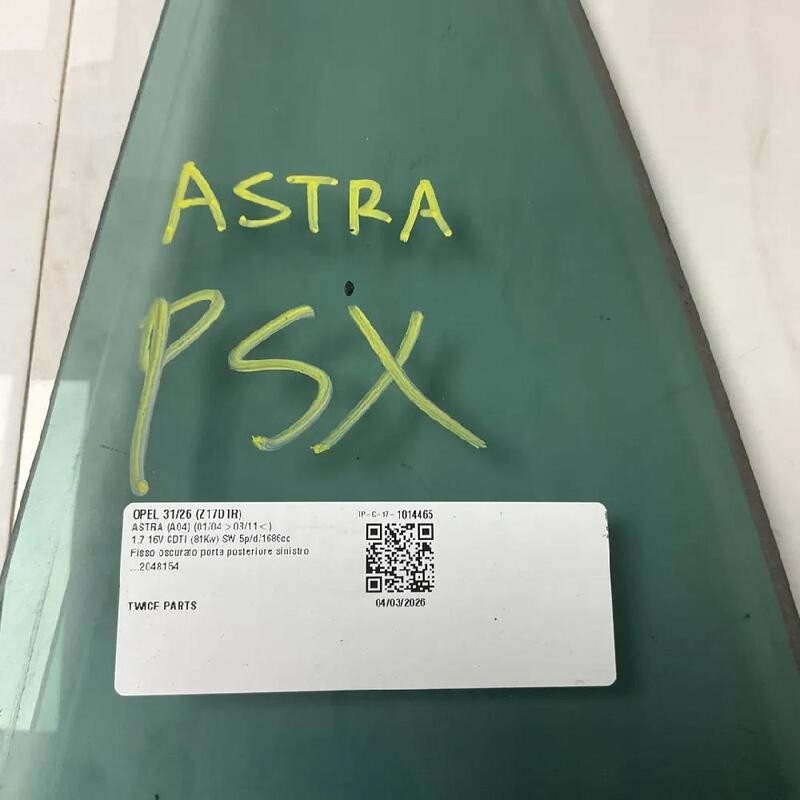 ASTRA
PSX
OPEL 31/26 (Z17DTR)
ASTRA (A04) (01/04 > 03/11 < )
1.7 16V CDTI (81Kw) SW 5p/d/1686cc
Fisso oscurato porta posteriore sinistro
...2048154
TWICE PARTS
TP-C-17- 1014465
04/03/2026